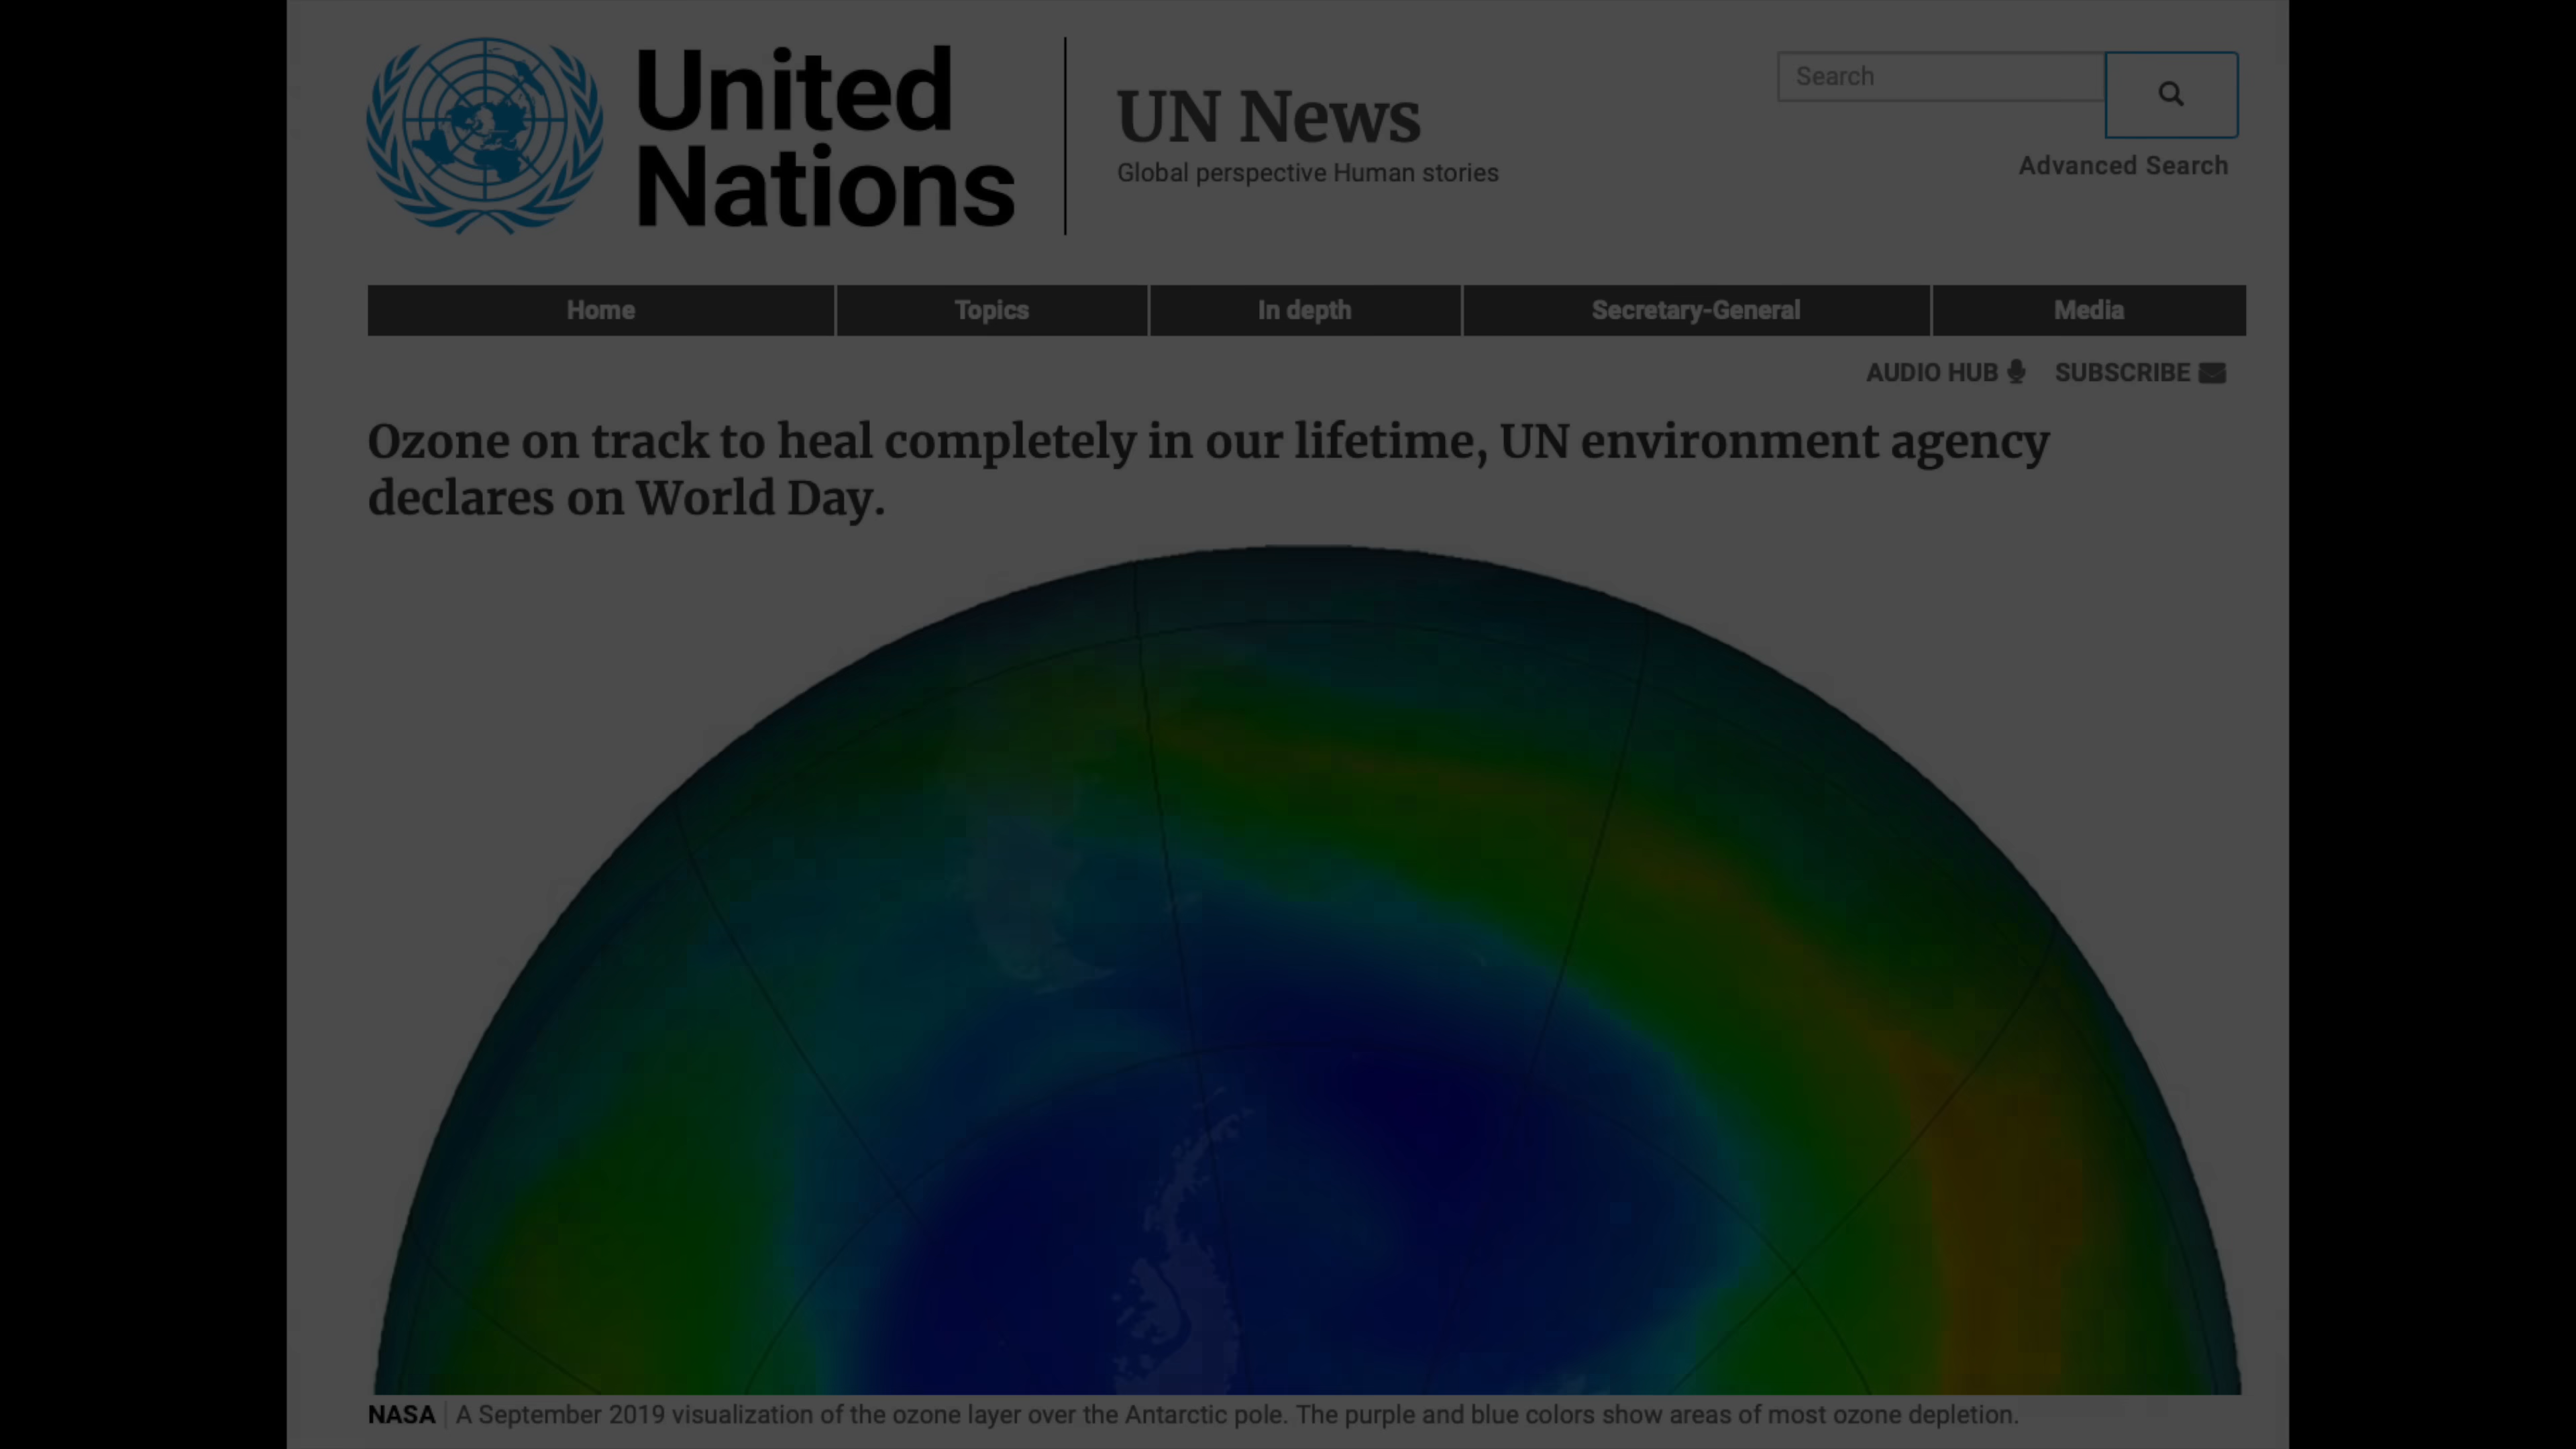 United
Nations
UN News
Global perspective Human stories
Search
Advanced Search
Home Topics In depth Secretary-General Media
AUDIO HUB SUBSCRIBE
Ozone on track to heal completely in our lifetime, UN environment agency
declares on World Day.
NASA | A September 2019 visualization of the ozone layer over the Antarctic pole. The purple and blue colors show areas of most ozone depletion.